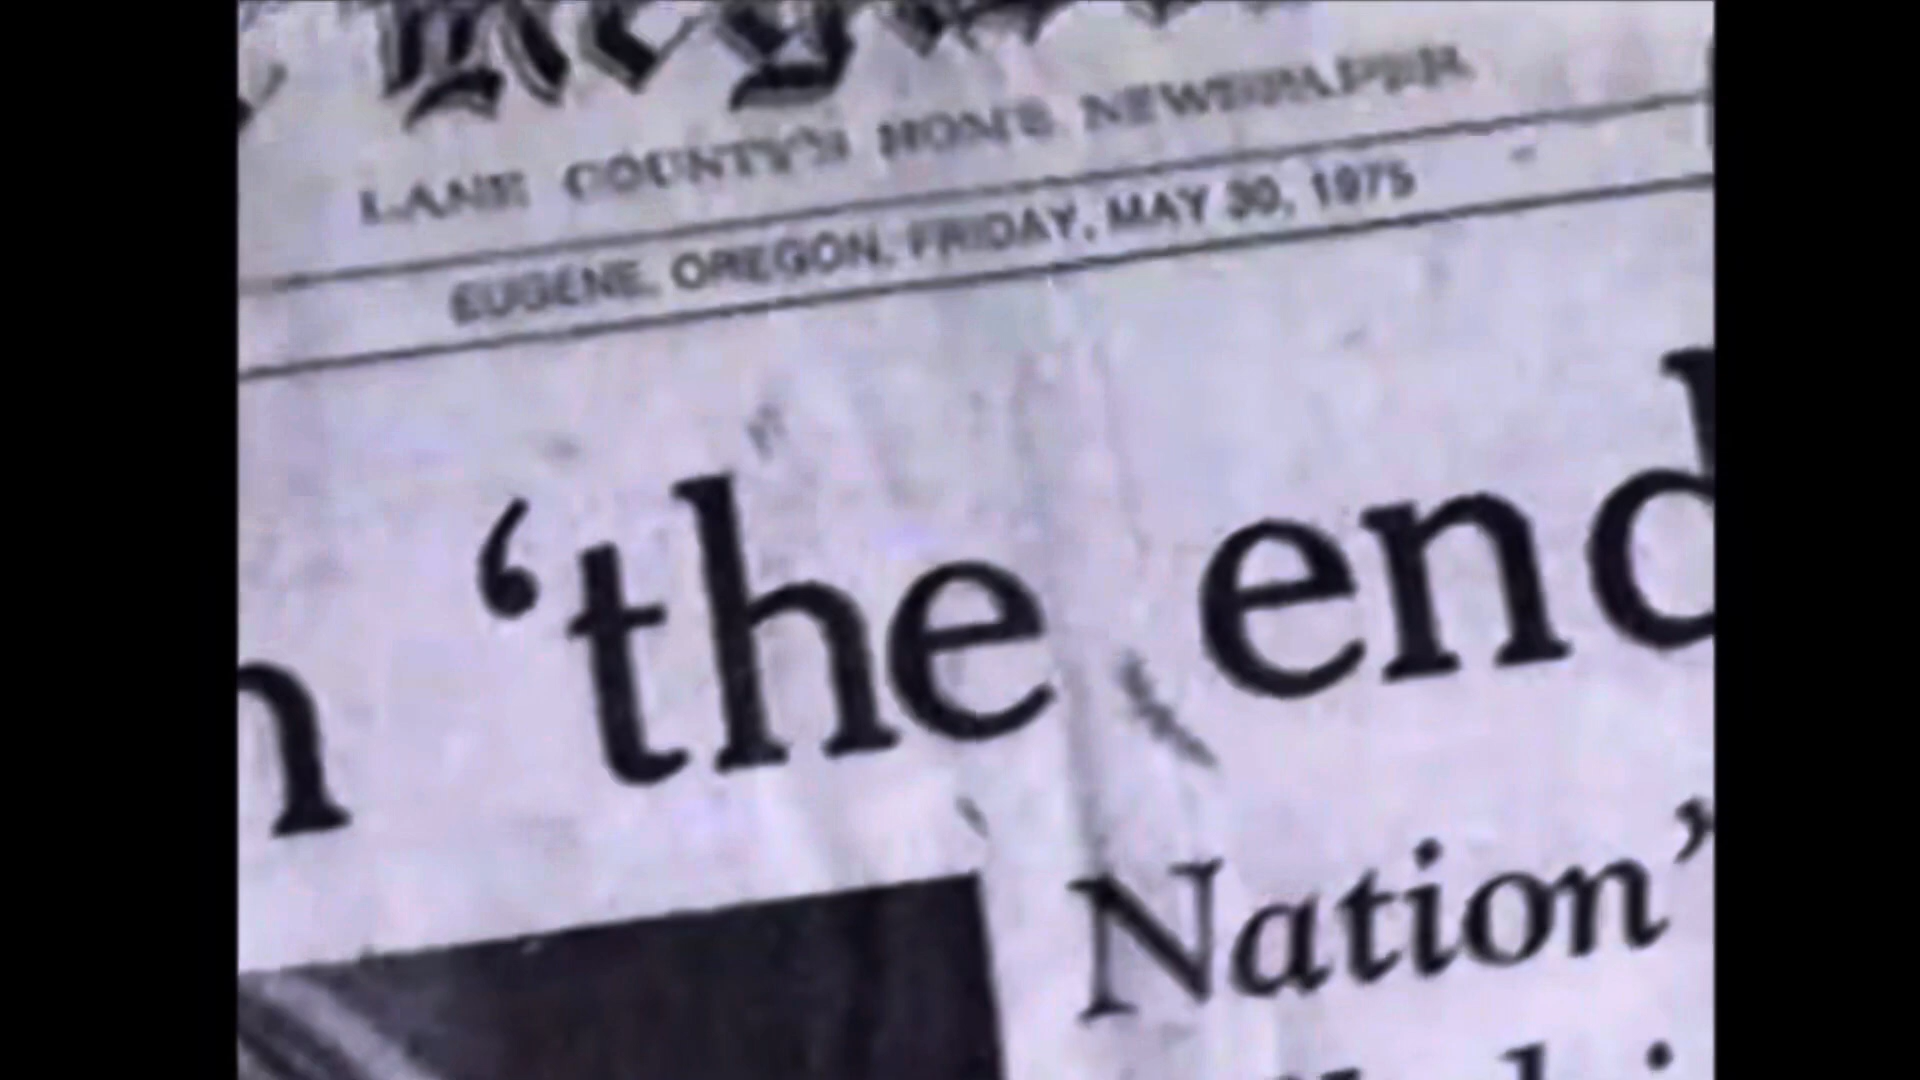 LANE COUNTY'S HOME NEWSPAPER
EUGENE, OREGON, FRIDAY, MAY 30, 1975
‘the end
Nation’